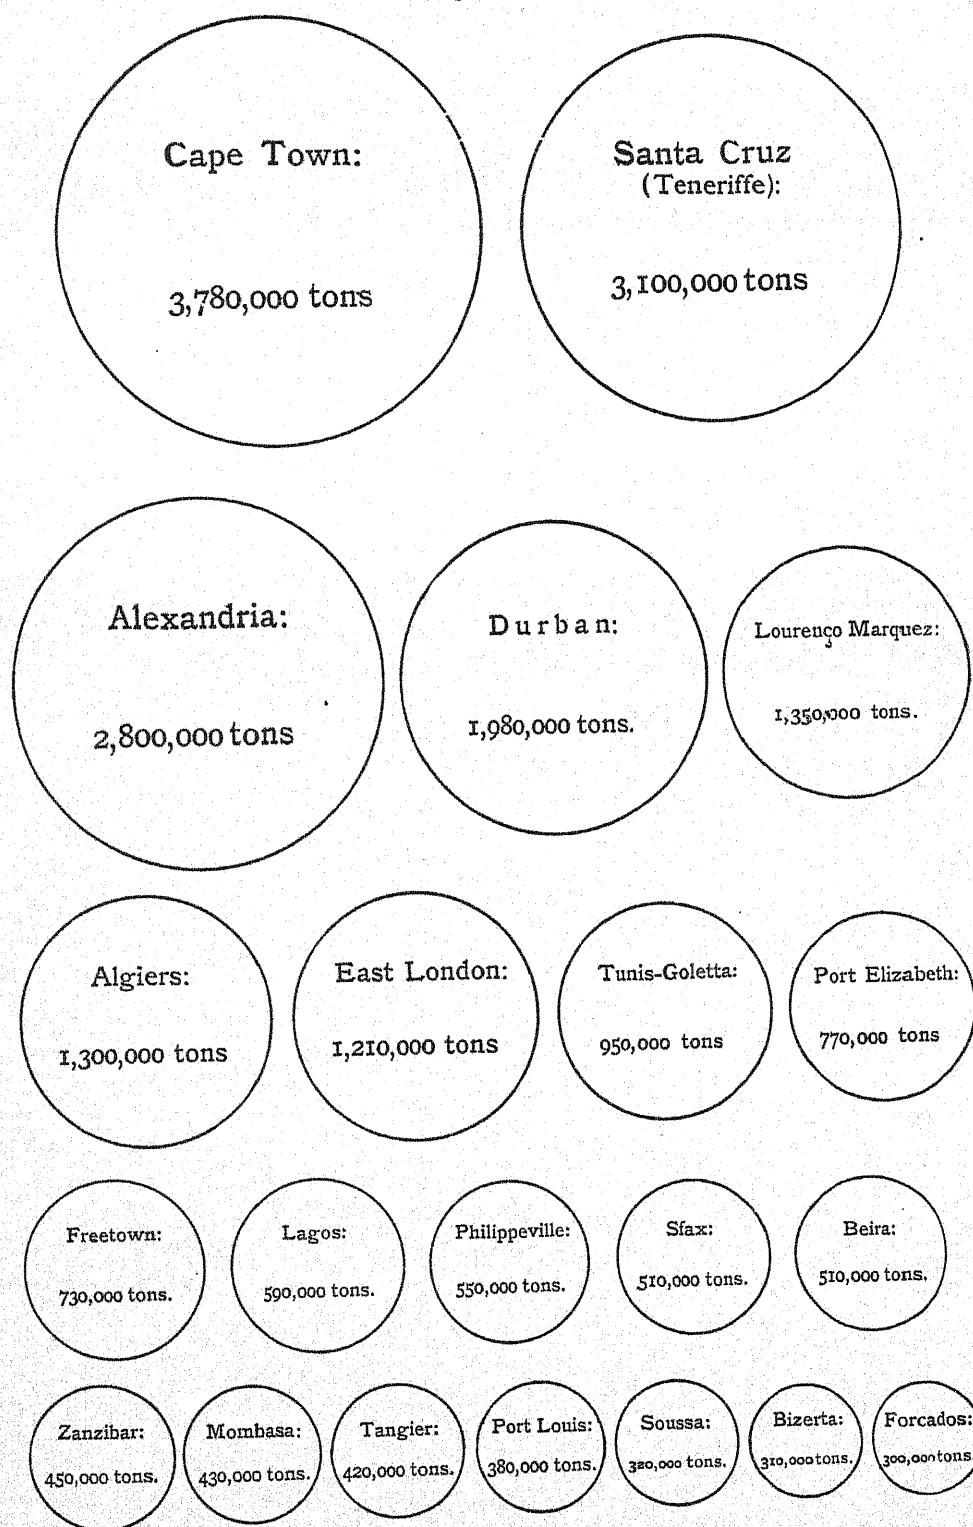 Cape Town:
3,780,000 tons
Santa Cruz
(Teneriffe):
3,100,000 tons
Alexandria:
2,800,000 tons
Durban:
1,980,000 tons.
Lourenço Marquez:
1,350,000 tons.
Algiers:
1,300,000 tons
East London:
1,210,000 tons
Tunis-Goletta:
950,000 tons
Port Elizabeth:
770,000 tons
Freetown:
730,000 tons.
Lagos:
590,000 tons.
Philippeville:
550,000 tons.
Sfax:
510,000 tons.
Beira:
510,000 tons.
Zanzibar:
450,000 tons.
Mombasa:
430,000 tons.
Tangier:
420,000 tons.
Port Louis:
380,000 tons.
Soussa:
320,000 tons.
Bizerta:
310,000 tons.
Forcados:
300,000 tons.